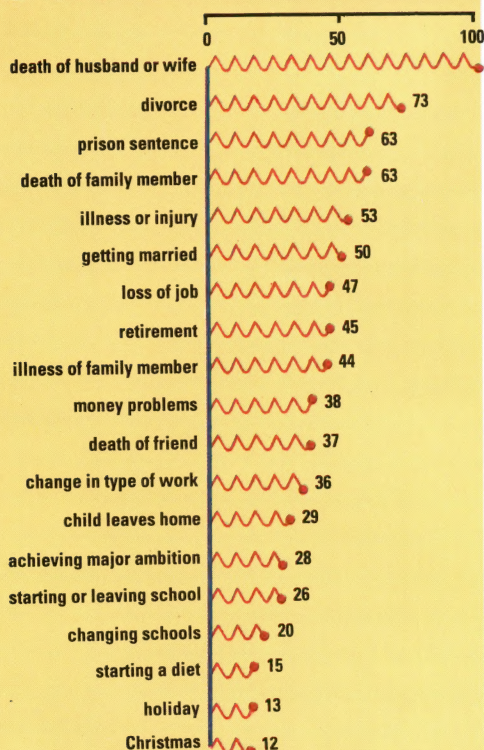 0 50 100
death of husband or wife
divorce 73
prison sentence 63
death of family member 63
illness or injury 53
getting married 50
loss of job 47
retirement 45
illness of family member 44
money problems 38
death of friend 37
change in type of work 36
child leaves home 29
achieving major ambition 28
starting or leaving school 26
changing schools 20
starting a diet 15
holiday 13
Christmas 12